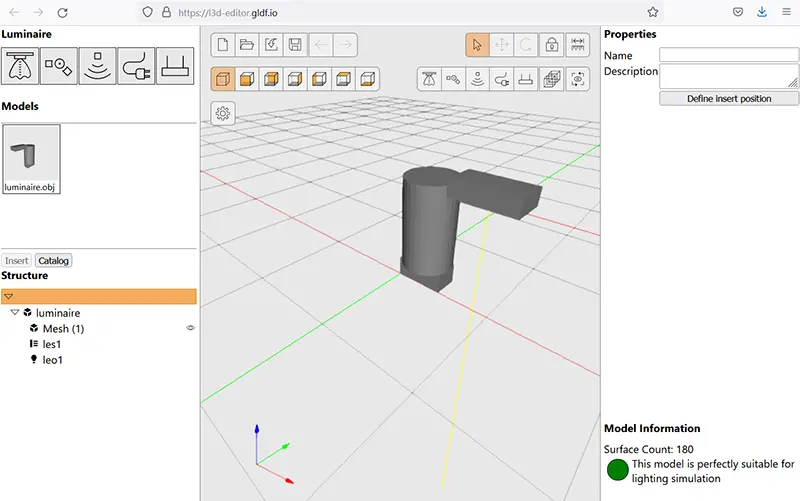 https://l3d-editor.gldf.io
Luminaire
Models
luminaire.obj
Insert
Catalog
Structure
luminaire
Mesh (1)
les1
leo1
Properties
Name
Description
Define insert position
Model Information
Surface Count: 180
This model is perfectly suitable for
lighting simulation